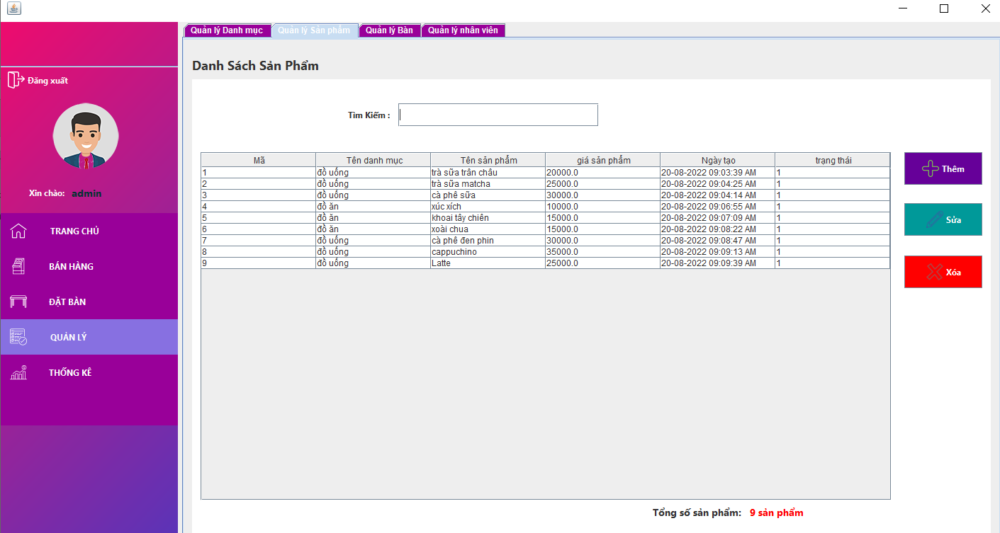 Quản lý Danh mục Quản lý Sản phẩm Quản lý Bàn Quản lý nhân viên
Đăng xuất
Xin chào: admin
TRANG CHỦ
BÁN HÀNG
ĐẶT BÀN
QUẢN LÝ
THỐNG KÊ
Danh Sách Sản Phẩm
Tìm Kiếm :
Mã Tên danh mục Tên sản phẩm giá sản phẩm Ngày tạo trạng thái
1 đồ uống trà sữa trân châu 20000.0 20-08-2022 09:03:39 AM 1
2 đồ uống trà sữa matcha 25000.0 20-08-2022 09:04:25 AM 1
3 đồ uống cà phê sữa 30000.0 20-08-2022 09:04:14 AM 1
4 đồ ăn xúc xích 10000.0 20-08-2022 09:06:55 AM 1
5 đồ ăn khoai tây chiên 15000.0 20-08-2022 09:07:09 AM 1
6 đồ ăn xoài chua 15000.0 20-08-2022 09:08:22 AM 1
7 đồ uống cà phê đen phin 30000.0 20-08-2022 09:08:47 AM 1
8 đồ uống cappuchino 35000.0 20-08-2022 09:09:13 AM 1
9 đồ uống Latte 25000.0 20-08-2022 09:09:39 AM 1
Thêm
Sửa
Xóa
Tổng số sản phẩm: 9 sản phẩm